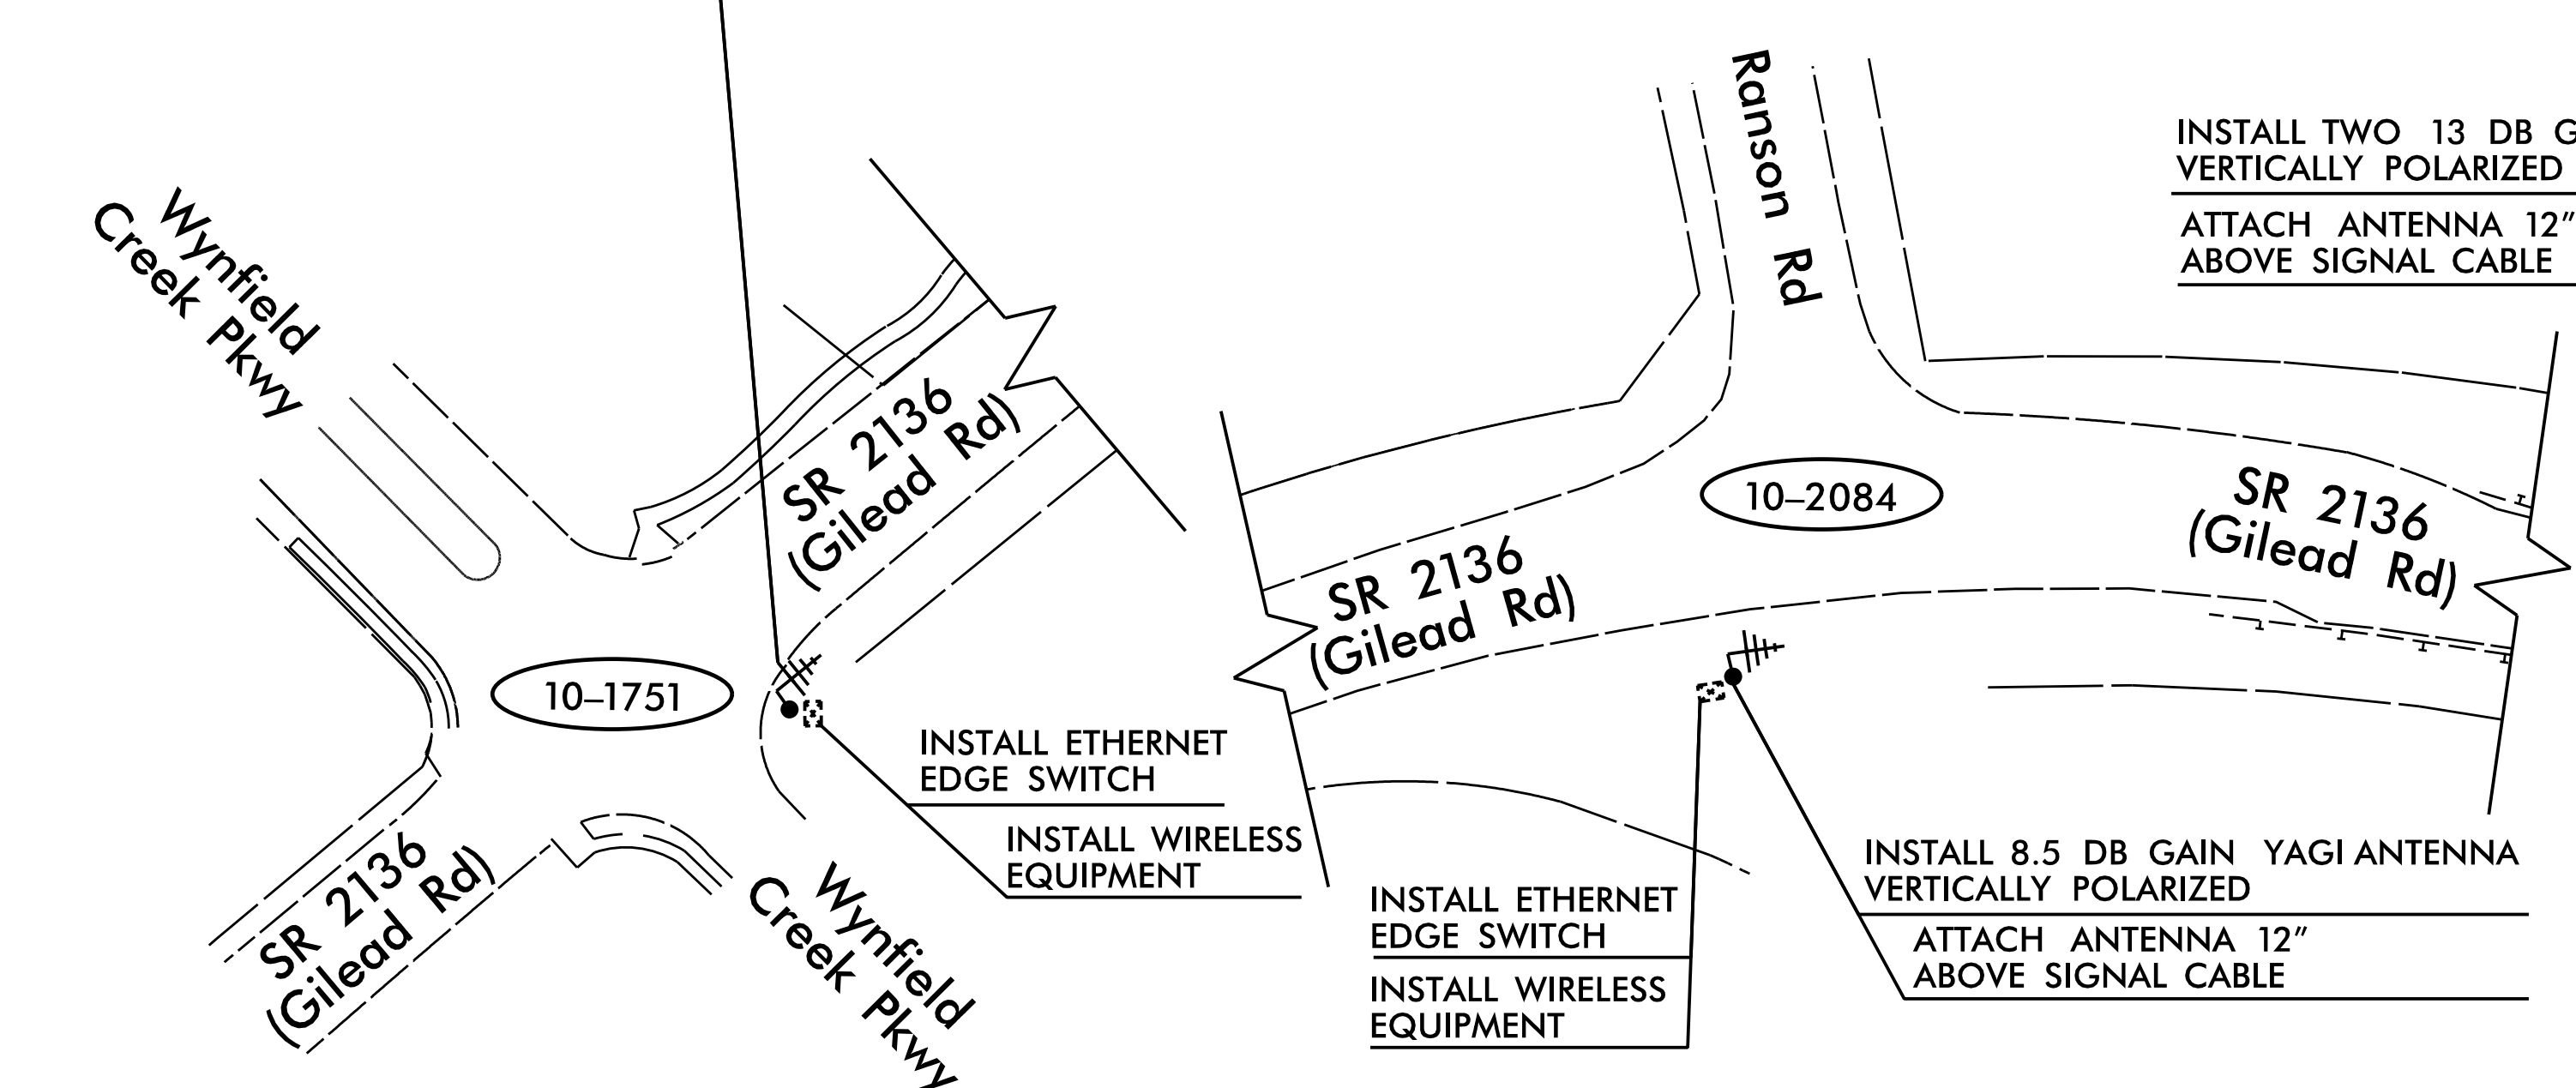 Wynfield
Creek Pkwy
SR 2136
(Gilead Rd)
10–1751
INSTALL ETHERNET
EDGE SWITCH
INSTALL WIRELESS
EQUIPMENT
SR 2136
(Gilead Rd)
Wynfield
Creek Pkwy
Ranson Rd
INSTALL TWO 13 DB
VERTICALLY POLARIZED
ATTACH ANTENNA 12"
ABOVE SIGNAL CABLE
10–2084
SR 2136
(Gilead Rd)
SR 2136
(Gilead Rd)
INSTALL ETHERNET
EDGE SWITCH
INSTALL WIRELESS
EQUIPMENT
INSTALL 8.5 DB GAIN YAGI ANTENNA
VERTICALLY POLARIZED
ATTACH ANTENNA 12"
ABOVE SIGNAL CABLE